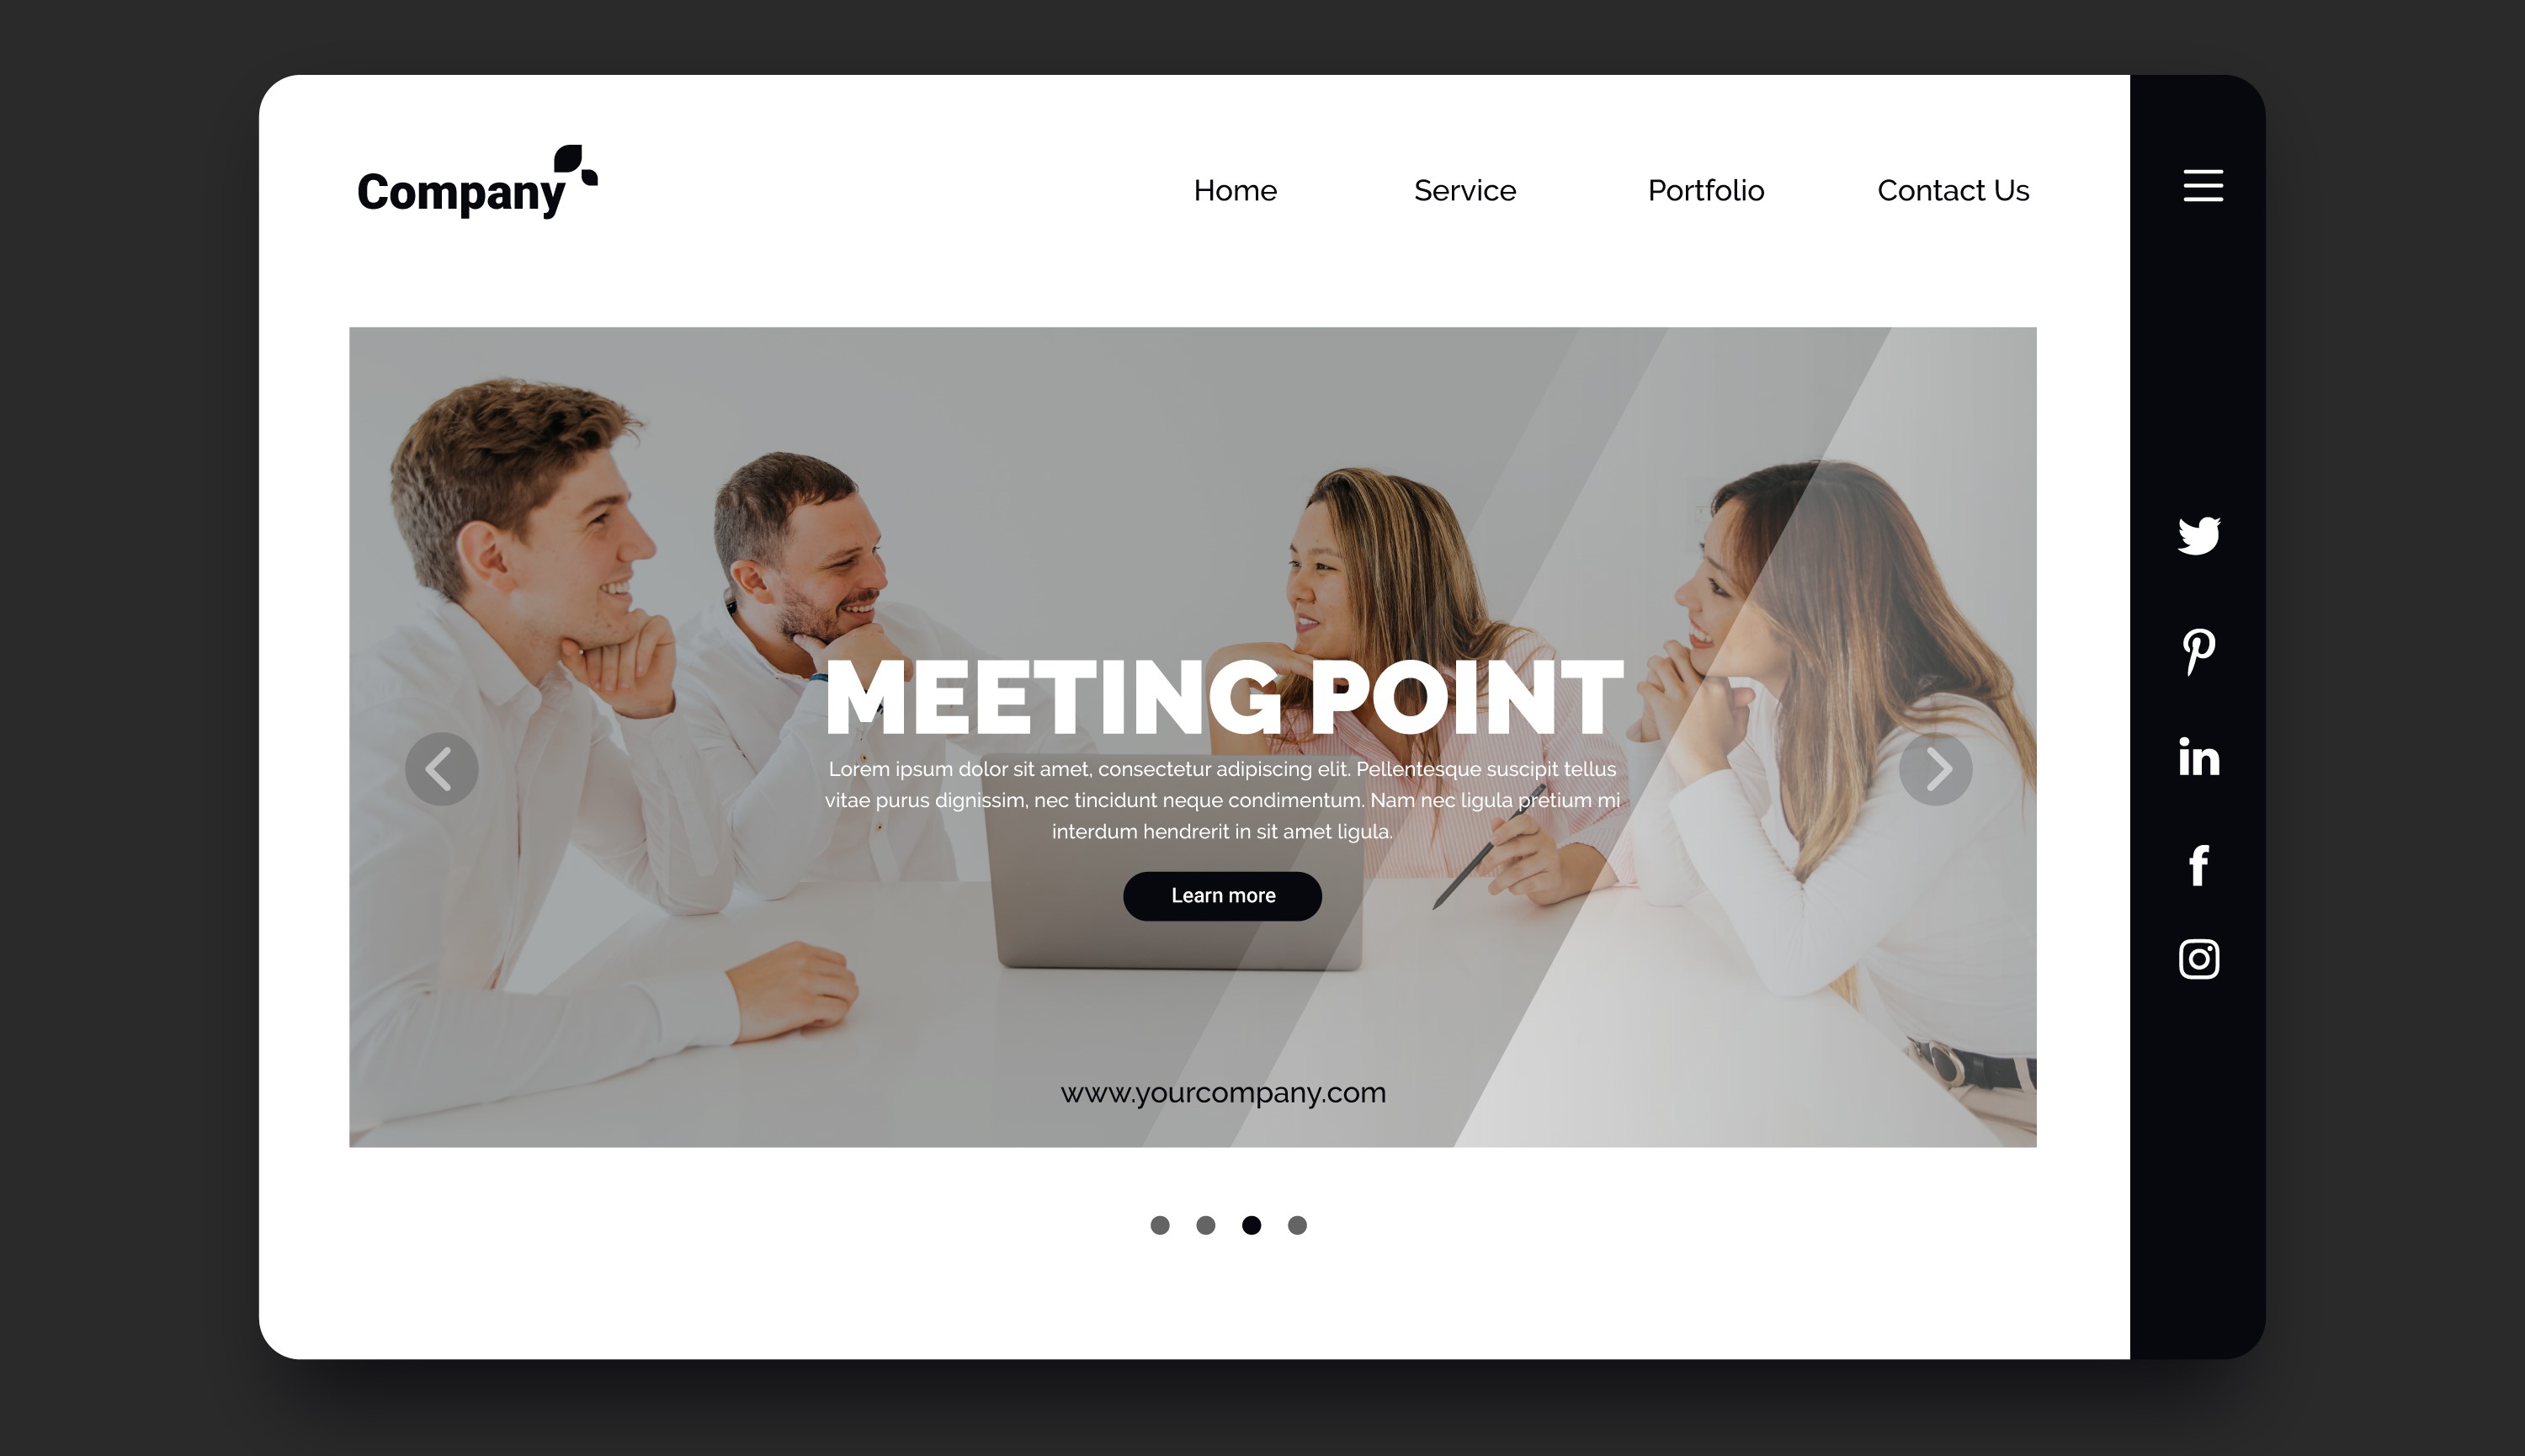 Company
Home Service Portfolio Contact Us
MEETING POINT
Lorem ipsum dolor sit amet, consectetur adipiscing elit. Pellentesque suscipit tellus
vitae purus dignissim, nec tincidunt neque condimentum. Nam nec ligula pretium mi
interdum hendrerit in sit amet ligula.
Learn more
www.yourcompany.com
in
f